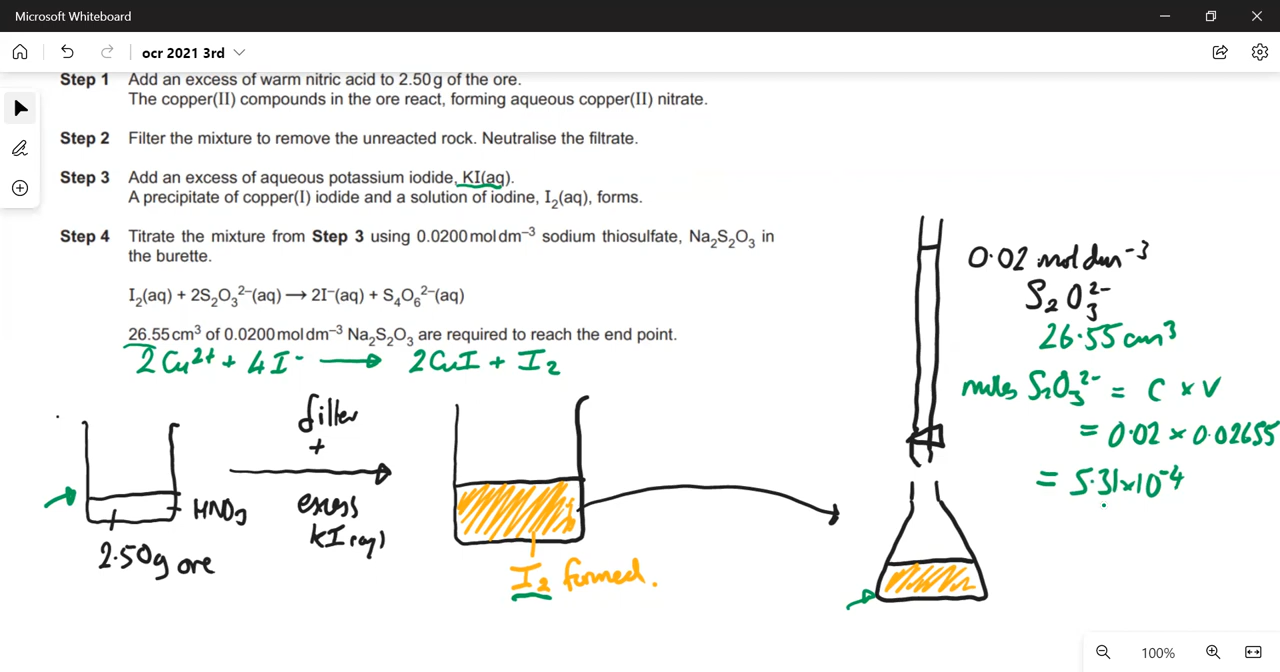 Microsoft Whiteboard
ocr 2021 3rd
Step 1 Add an excess of warm nitric acid to 2.50 g of the ore.
The copper(II) compounds in the ore react, forming aqueous copper(II) nitrate.
Step 2 Filter the mixture to remove the unreacted rock. Neutralise the filtrate.
Step 3 Add an excess of aqueous potassium iodide, KI(aq).
A precipitate of copper(I) iodide and a solution of iodine, I₂(aq), forms.
Step 4 Titrate the mixture from Step 3 using 0.0200 mol dm⁻³ sodium thiosulfate, Na₂S₂O₃ in
the burette.
I₂(aq) + 2S₂O₃²⁻(aq) → 2I⁻(aq) + S₄O₆²⁻(aq)
26.55 cm³ of 0.0200 mol dm⁻³ Na₂S₂O₃ are required to reach the end point.
2Cu²⁺ + 4I⁻ → 2CuI + I₂
0.02 mol dm⁻³
S₂O₃²⁻
26.55 cm³
moles S₂O₃²⁻ = C × V
= 0.02 × 0.02655
= 5.31×10⁻⁴
filter
+
excess
KI(aq)
HNO₃
2.50g ore
I₂ formed.
100%